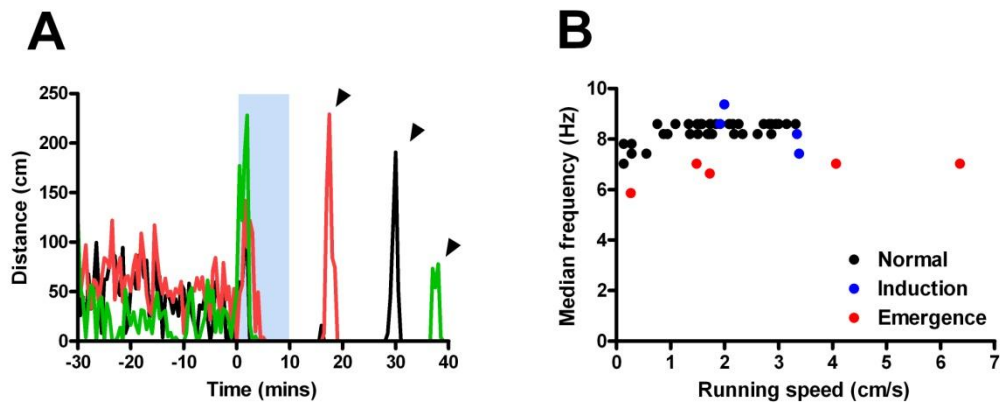 A
Distance (cm)
250
200
150
100
50
0
-30 -20 -10 0 10 20 30 40
Time (mins)
B
Median frequency (Hz)
10
8
6
4
2
0
0 1 2 3 4 5 6 7
Running speed (cm/s)
Normal
Induction
Emergence